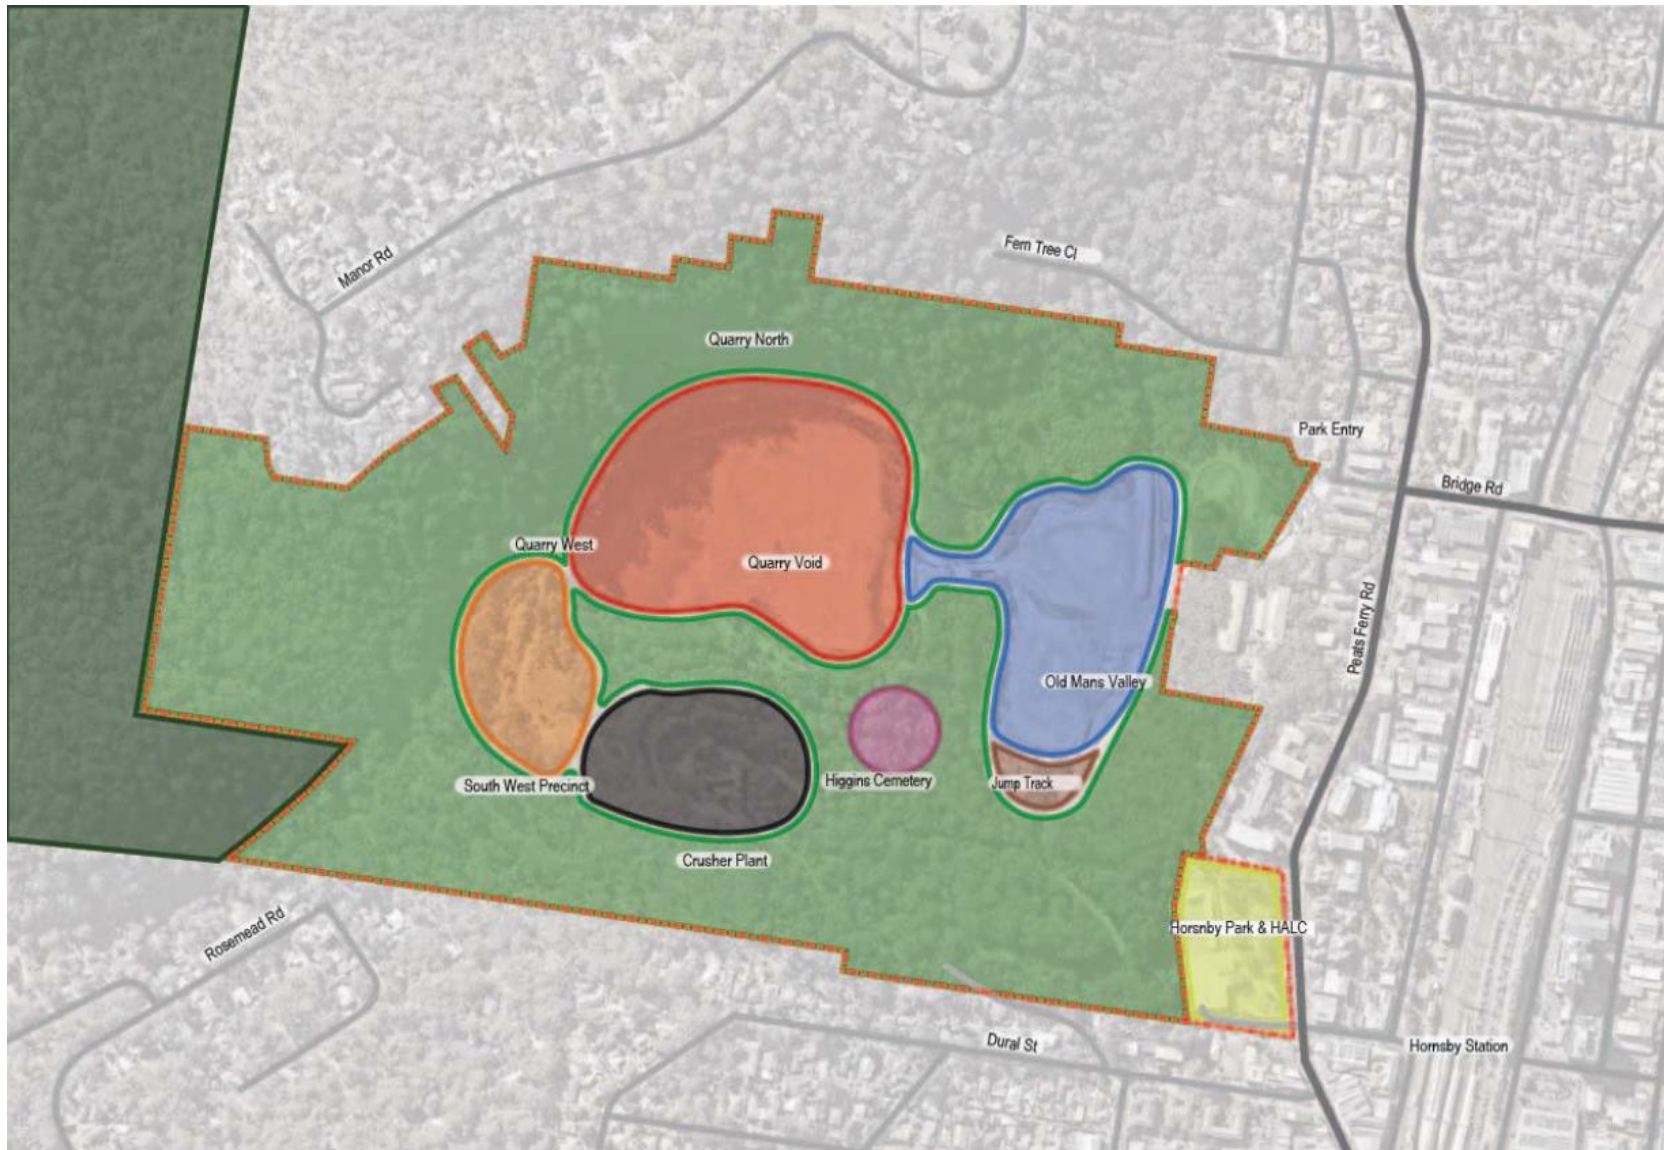 Fern Tree Cl
Manor Rd
Quarry North
Park Entry
Bridge Rd
Quarry West
Quarry Void
Peats Ferry Rd
Old Mans Valley
South West Precinct
Higgins Cemetery
Jump Track
Crusher Plant
Horsnby Park & HALC
Rosemead Rd
Dural St
Hornsby Station